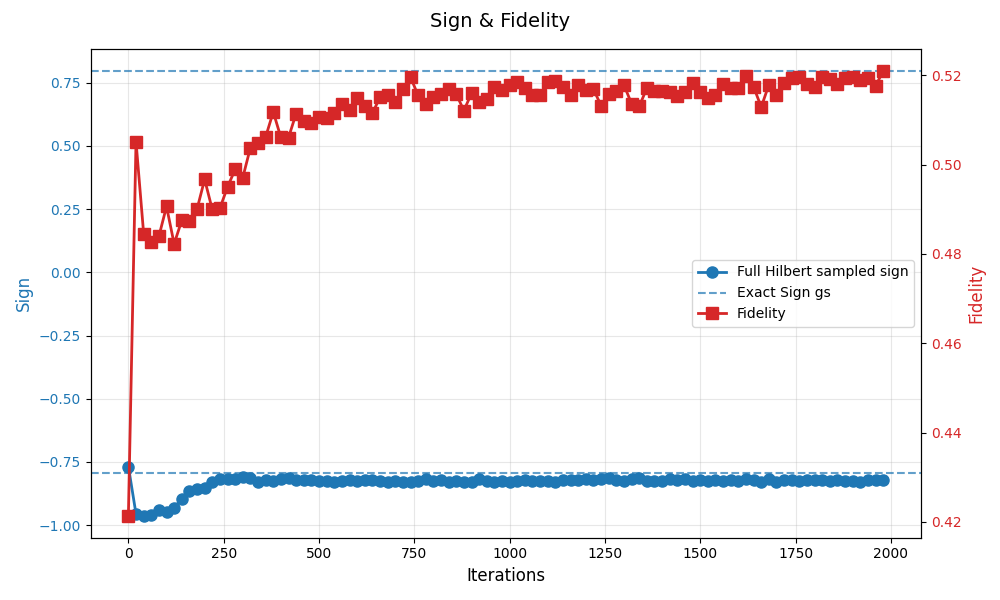 Sign & Fidelity
0.75
0.50
0.25
0.00
−0.25
−0.50
−0.75
−1.00
Sign
0.52
0.50
0.48
0.46
0.44
0.42
Fidelity
Full Hilbert sampled sign
Exact Sign gs
Fidelity
0 250 500 750 1000 1250 1500 1750 2000
Iterations